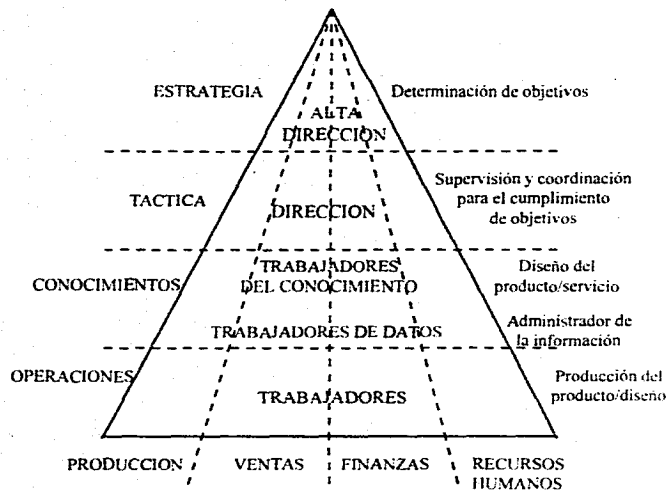 ESTRATEGIA
Determinación de objetivos
ALTA
DIRECCION
TACTICA
DIRECCION
Supervisión y coordinación
para el cumplimiento
de objetivos
CONOCIMIENTOS
TRABAJADORES
DEL CONOCIMIENTO
Diseño del
producto/servicio
TRABAJADORES DE DATOS
Administrador de
la información
OPERACIONES
TRABAJADORES
Producción del
producto/diseño
PRODUCCION
VENTAS
FINANZAS
RECURSOS
HUMANOS